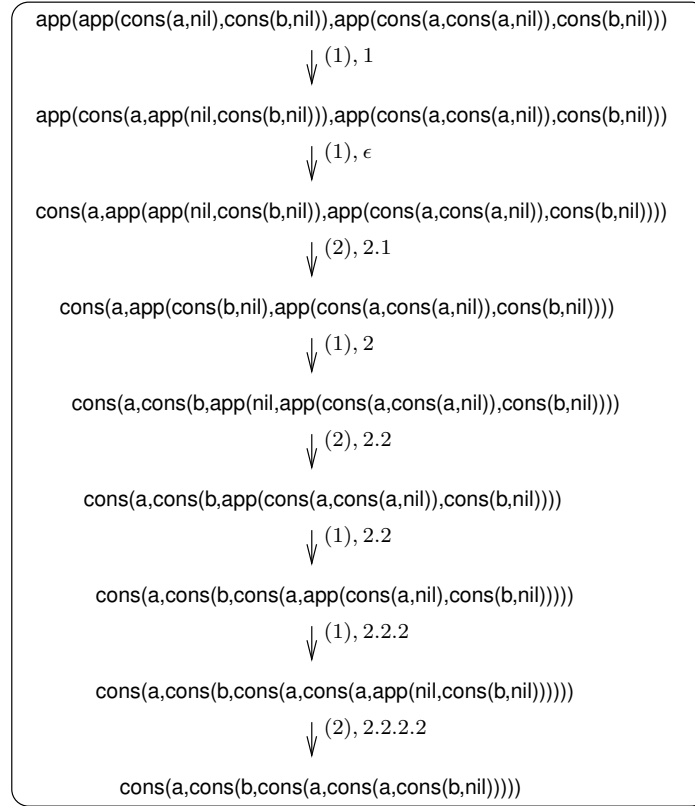 app(app(cons(a,nil),cons(b,nil)),app(cons(a,cons(a,nil)),cons(b,nil)))
(1), 1
app(cons(a,app(nil,cons(b,nil))),app(cons(a,cons(a,nil)),cons(b,nil)))
(1), ϵ
cons(a,app(app(nil,cons(b,nil)),app(cons(a,cons(a,nil)),cons(b,nil))))
(2), 2.1
cons(a,app(cons(b,nil),app(cons(a,cons(a,nil)),cons(b,nil))))
(1), 2
cons(a,cons(b,app(nil,app(cons(a,cons(a,nil)),cons(b,nil))))
(2), 2.2
cons(a,cons(b,app(cons(a,cons(a,nil)),cons(b,nil))))
(1), 2.2
cons(a,cons(b,cons(a,app(cons(a,nil),cons(b,nil)))))
(1), 2.2.2
cons(a,cons(b,cons(a,cons(a,app(nil,cons(b,nil))))))
(2), 2.2.2.2
cons(a,cons(b,cons(a,cons(a,cons(b,nil)))))